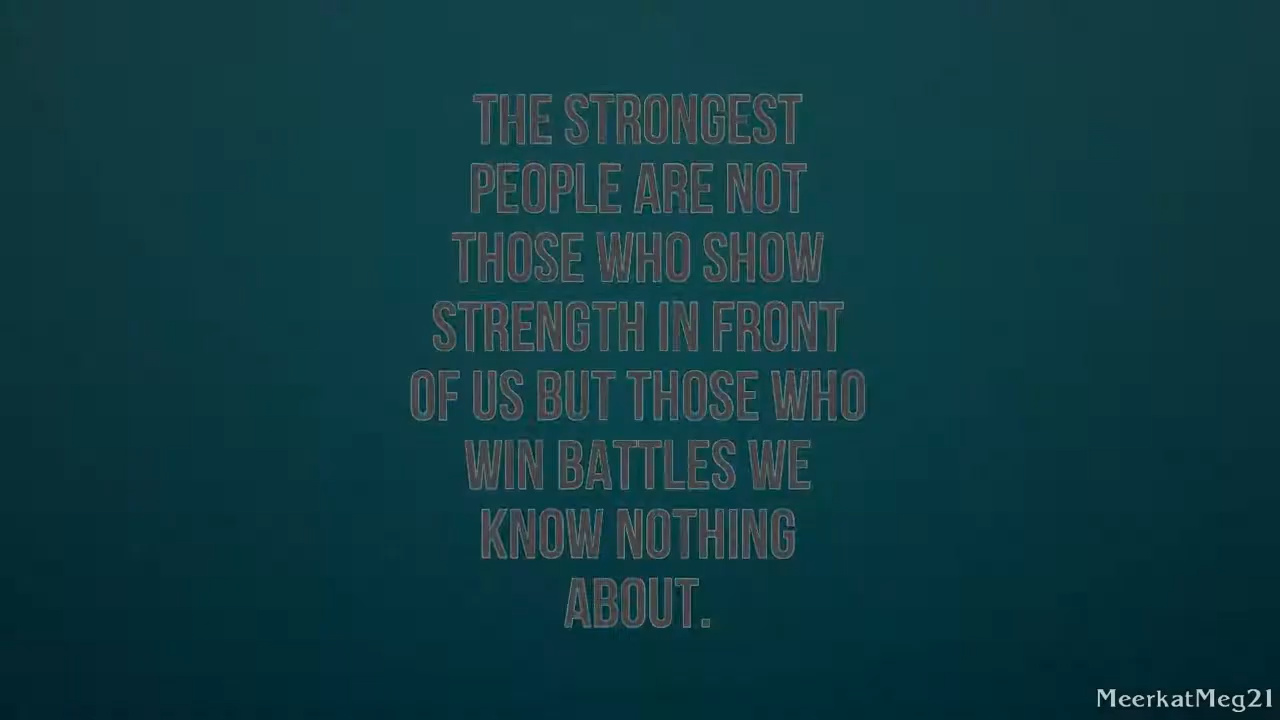 THE STRONGEST
PEOPLE ARE NOT
THOSE WHO SHOW
STRENGTH IN FRONT
OF US BUT THOSE WHO
WIN BATTLES WE
KNOW NOTHING
ABOUT.
MeerkatMeg21